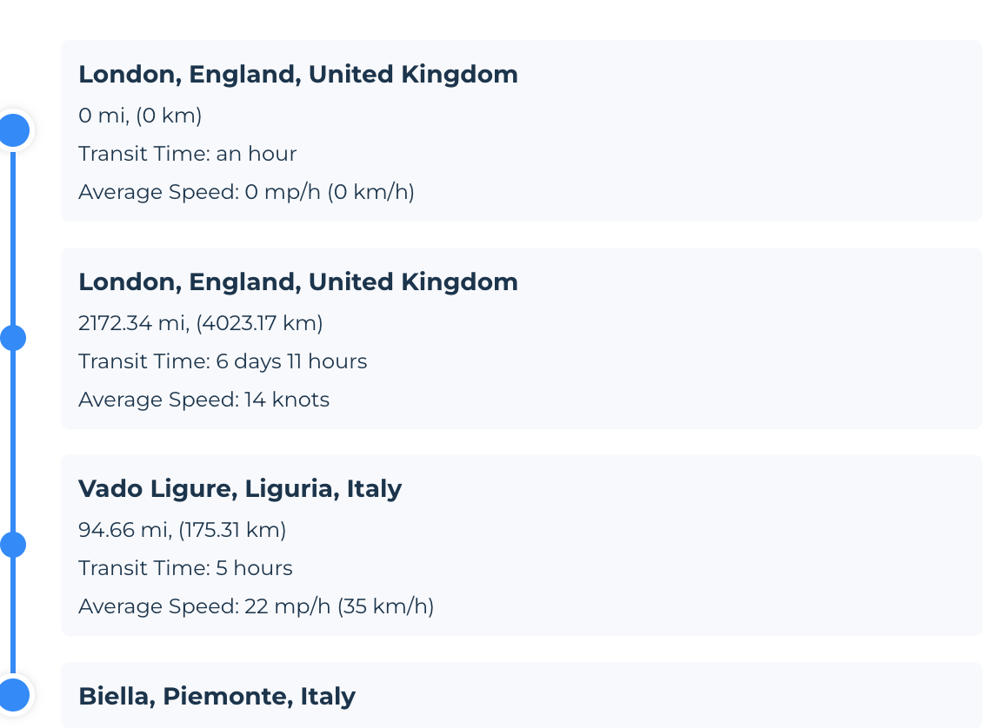 London, England, United Kingdom
0 mi, (0 km)
Transit Time: an hour
Average Speed: 0 mp/h (0 km/h)
London, England, United Kingdom
2172.34 mi, (4023.17 km)
Transit Time: 6 days 11 hours
Average Speed: 14 knots
Vado Ligure, Liguria, Italy
94.66 mi, (175.31 km)
Transit Time: 5 hours
Average Speed: 22 mp/h (35 km/h)
Biella, Piemonte, Italy